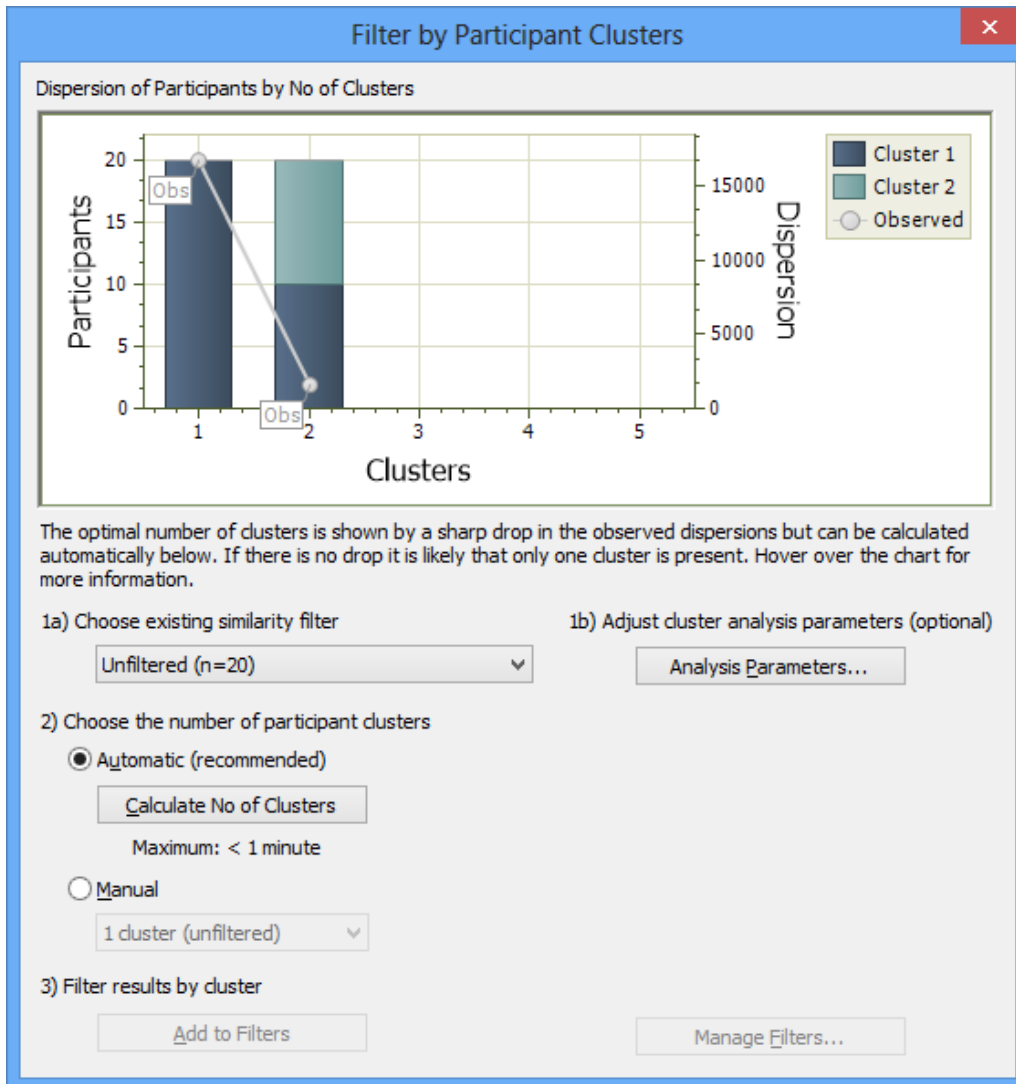 Filter by Participant Clusters
Dispersion of Participants by No of Clusters
20
15
10
5
0
Participants
Obs
Obs
1
2
3
4
5
Clusters
15000
10000
5000
0
Dispersion
Cluster 1
Cluster 2
Observed
The optimal number of clusters is shown by a sharp drop in the observed dispersions but can be calculated
automatically below. If there is no drop it is likely that only one cluster is present. Hover over the chart for
more information.
1a) Choose existing similarity filter
1b) Adjust cluster analysis parameters (optional)
Unfiltered (n=20)
Analysis Parameters...
2) Choose the number of participant clusters
Automatic (recommended)
Calculate No of Clusters
Maximum: < 1 minute
Manual
1 cluster (unfiltered)
3) Filter results by cluster
Add to Filters
Manage Filters...